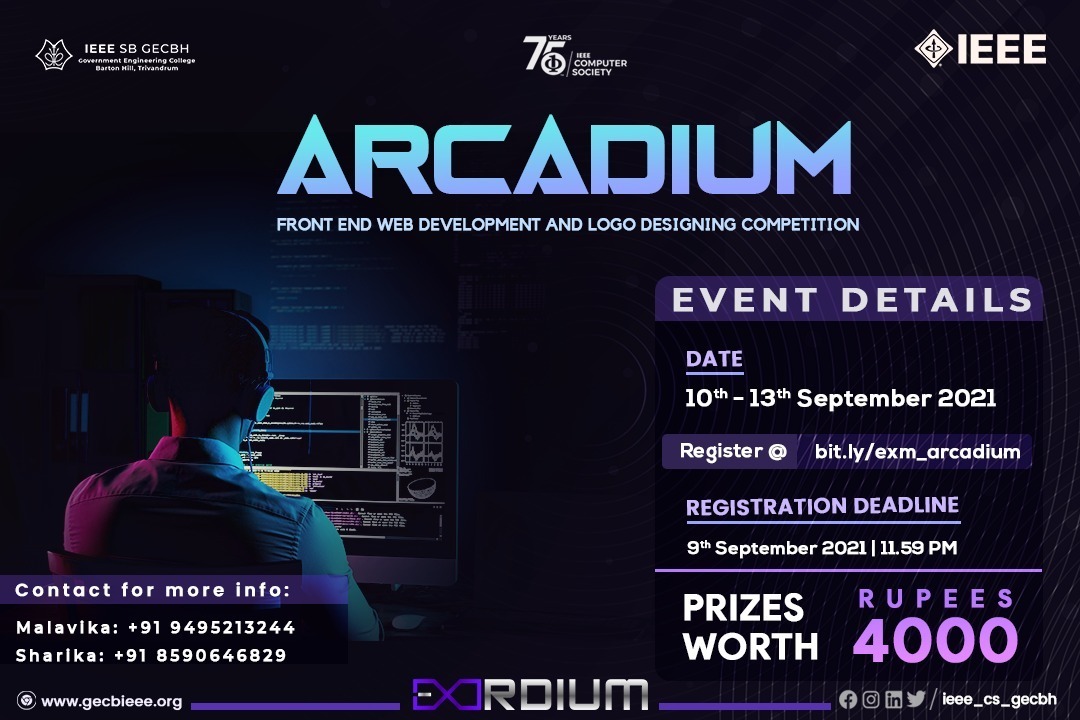 IEEE SB GECBH
Government Engineering College
Barton Hill, Trivandrum
75 YEARS
IEEE
COMPUTER
SOCIETY
IEEE
ARCADIUM
FRONT END WEB DEVELOPMENT AND LOGO DESIGNING COMPETITION
EVENT DETAILS
DATE
10th - 13th September 2021
Register @ bit.ly/exm_arcadium
REGISTRATION DEADLINE
9th September 2021 | 11.59 PM
PRIZES
WORTH
RUPEES
4000
Contact for more info:
Malavika: +91 9495213244
Sharika: +91 8590646829
www.gecbieee.org
EXORDIUM
ieee_cs_gecbh